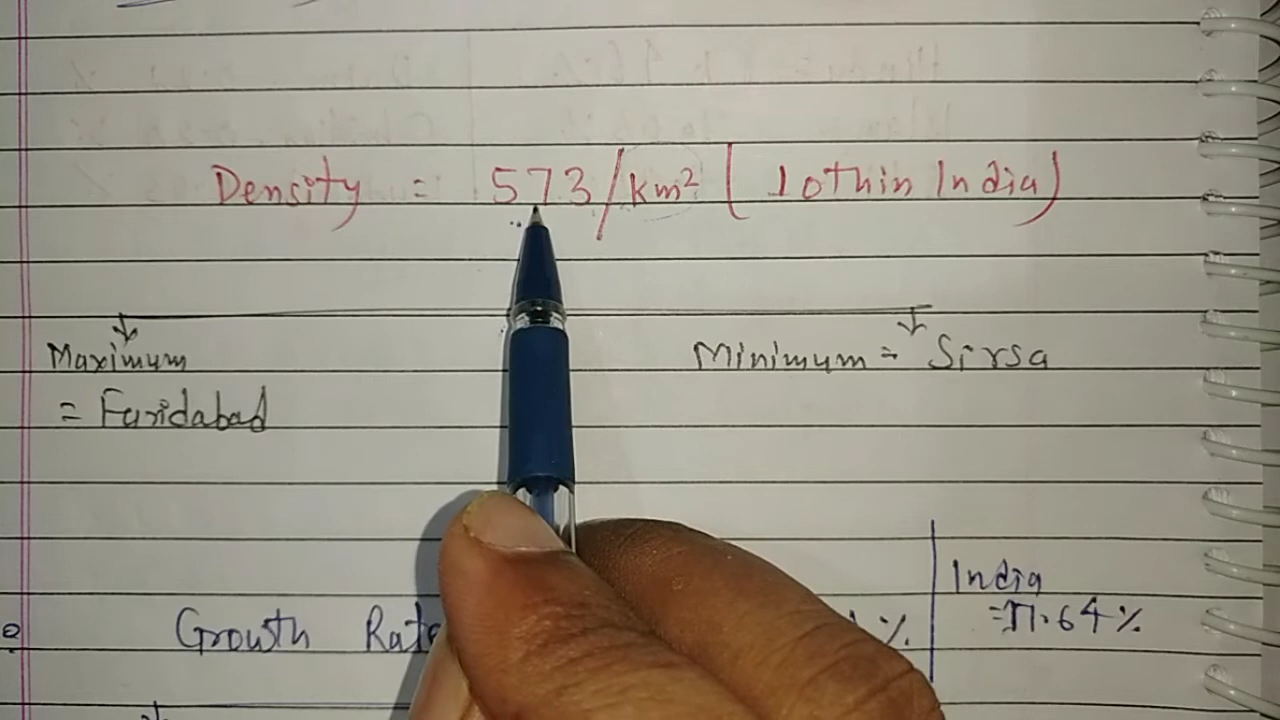 Density = 573/km² (10th in India)
Maximum
= Faridabad
Minimum = Sirsa
Growth Rate %
India
= 17.64 %